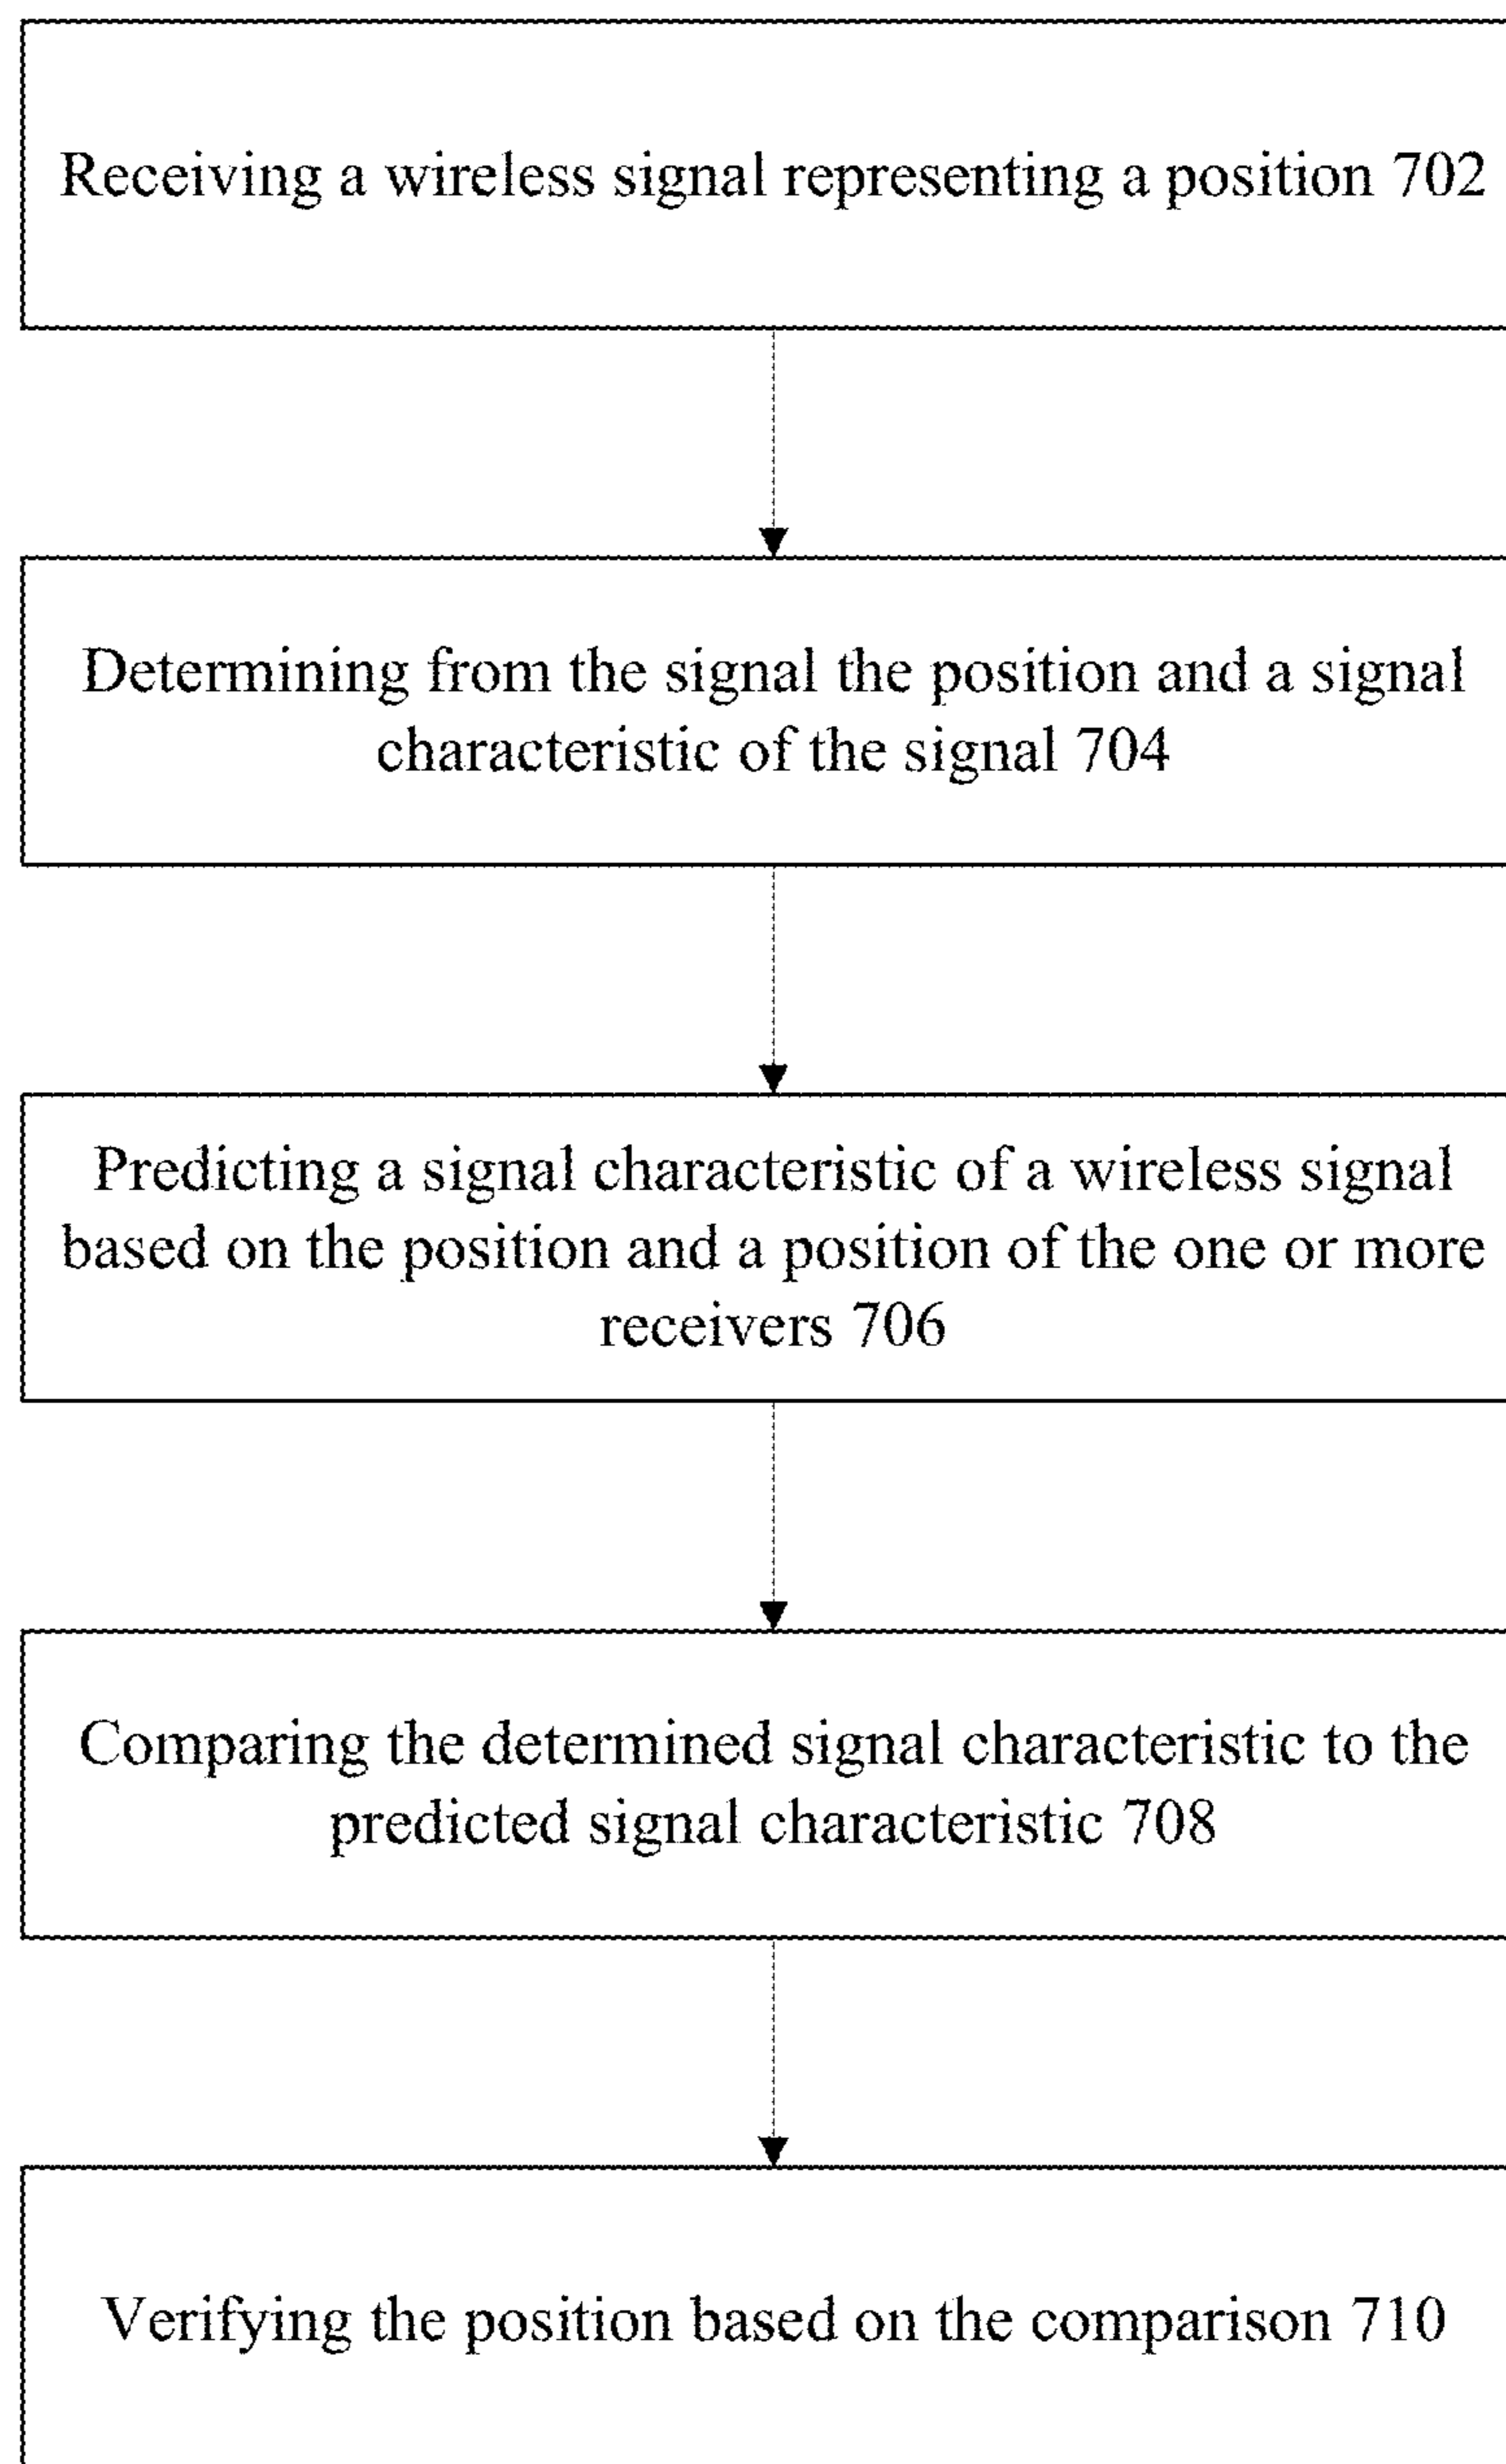 Receiving a wireless signal representing a position 702
Determining from the signal the position and a signal
characteristic of the signal 704
Predicting a signal characteristic of a wireless signal
based on the position and a position of the one or more
receivers 706
Comparing the determined signal characteristic to the
predicted signal characteristic 708
Verifying the position based on the comparison 710